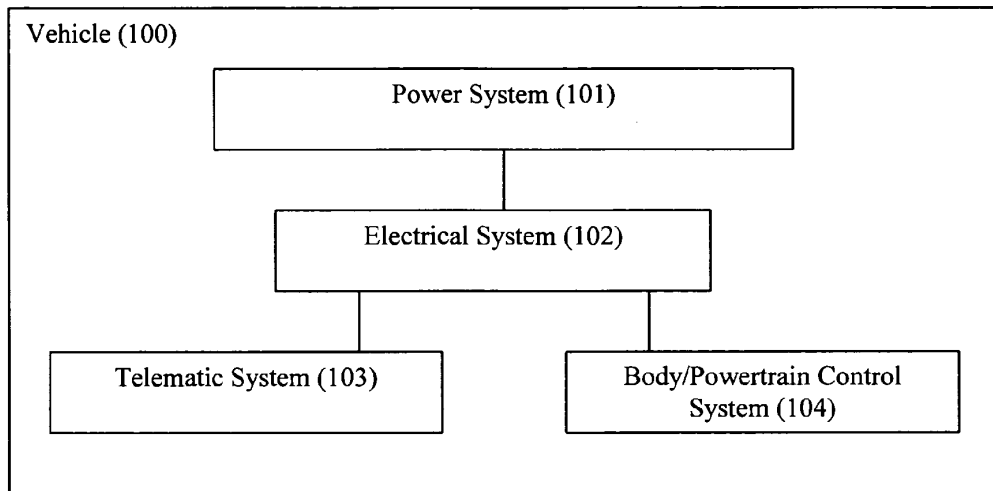 Vehicle (100)
Power System (101)
Electrical System (102)
Telematic System (103)
Body/Powertrain Control
System (104)